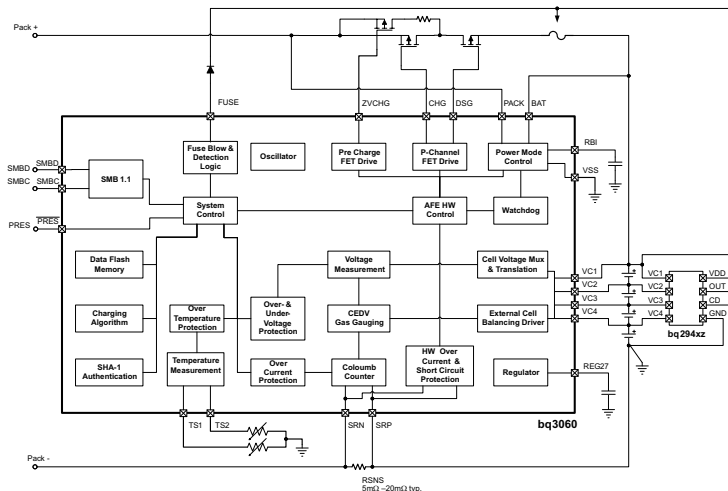 Pack +
FUSE
ZVCHG
CHG
DSG
PACK
BAT
Fuse Blow &
Detection
Logic
Oscillator
Pre Charge
FET Drive
P-Channel
FET Drive
Power Mode
Control
RBI
VSS
SMBD
SMBD
SMBC
SMBC
SMB 1.1
PRES
PRES
System
Control
AFE HW
Control
Watchdog
Data Flash
Memory
Voltage
Measurement
Cell Voltage Mux
& Translation
VC1
VC2
VC3
VC4
VC1
VC2
VC3
VC4
VDD
OUT
CD
GND
bq294xz
Charging
Algorithm
Over
Temperature
Protection
Over- &
Under-
Voltage
Protection
CEDV
Gas Gauging
External Cell
Balancing Driver
SHA-1
Authentication
Temperature
Measurement
Over
Current
Protection
Coloumb
Counter
HW Over
Current &
Short Circuit
Protection
Regulator
REG27
bq3060
TS1
TS2
SRN
SRP
Pack -
RSNS
5mΩ –20mΩ typ.